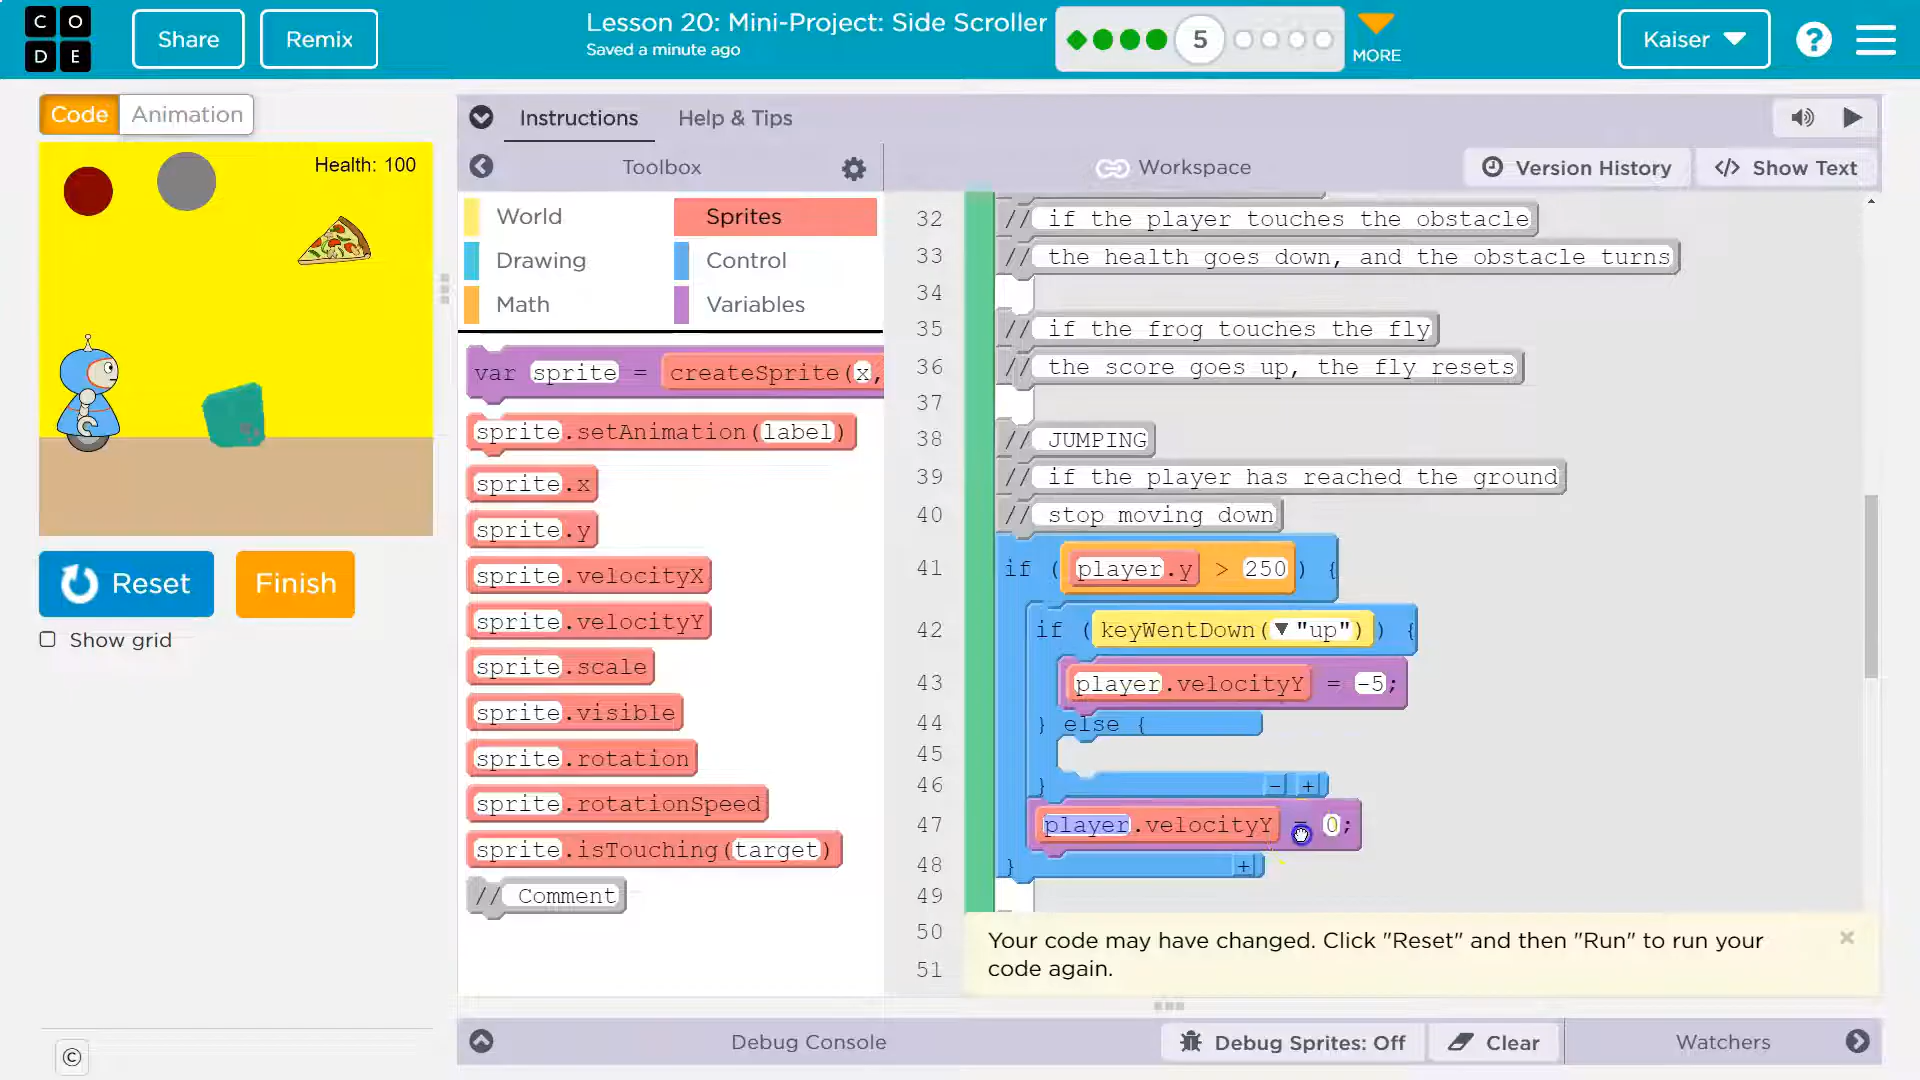 CO
DE
Share
Remix
Lesson 20: Mini-Project: Side Scroller
Saved a minute ago
5
MORE
Kaiser
?
Code
Animation
Health: 100
Reset
Finish
Show grid
©
Instructions
Help & Tips
Toolbox
Workspace
Version History
</> Show Text
World
Sprites
Drawing
Control
Math
Variables
var sprite = createSprite(x,
sprite.setAnimation(label)
sprite.x
sprite.y
sprite.velocityX
sprite.velocityY
sprite.scale
sprite.visible
sprite.rotation
sprite.rotationSpeed
sprite.isTouching(target)
// Comment
32 // if the player touches the obstacle
33 // the health goes down, and the obstacle turns
34
35 // if the frog touches the fly
36 // the score goes up, the fly resets
37
38 // JUMPING
39 // if the player has reached the ground
40 // stop moving down
41 if (player.y > 250) {
42 if (keyWentDown(▼"up")) {
43 player.velocityY = -5;
44 } else {
45
46 } - +
47 player.velocityY = 0;
48 } +
49
50
51
Your code may have changed. Click "Reset" and then "Run" to run your
code again.
×
Debug Console
Debug Sprites: Off
Clear
Watchers